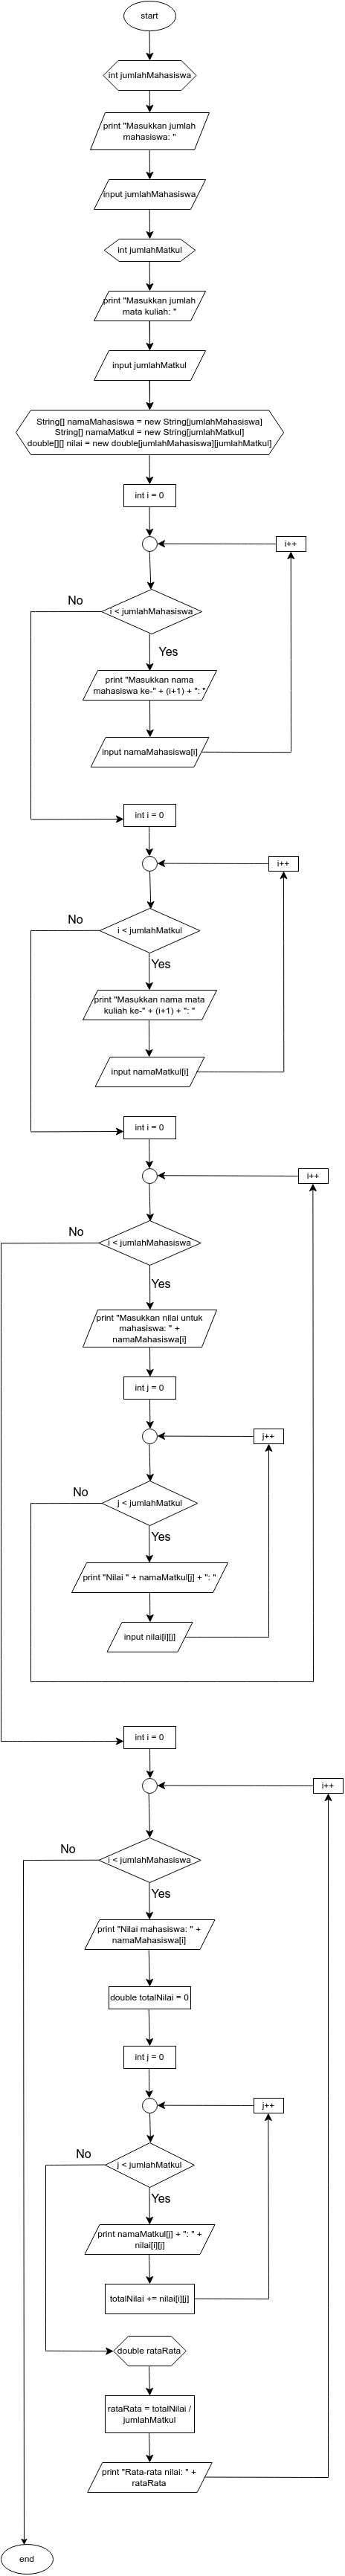 start
int jumlahMahasiswa
print "Masukkan jumlah
mahasiswa: "
input jumlahMahasiswa
int jumlahMatkul
print "Masukkan jumlah
mata kuliah: "
input jumlahMatkul
String[] namaMahasiswa = new String[jumlahMahasiswa]
String[] namaMatkul = new String[jumlahMatkul]
double[][] nilai = new double[jumlahMahasiswa][jumlahMatkul]
int i = 0
i++
i < jumlahMahasiswa
No
Yes
print "Masukkan nama
mahasiswa ke-" + (i+1) + ": "
input namaMahasiswa[i]
int i = 0
i++
No
i < jumlahMatkul
Yes
print "Masukkan nama mata
kuliah ke-" + (i+1) + ": "
input namaMatkul[i]
int i = 0
i++
No
i < jumlahMahasiswa
Yes
print "Masukkan nilai untuk
mahasiswa: " +
namaMahasiswa[i]
int j = 0
j++
No
j < jumlahMatkul
Yes
print "Nilai " + namaMatkul[j] + ": "
input nilai[i][j]
int i = 0
i++
No
i < jumlahMahasiswa
Yes
print "Nilai mahasiswa: " +
namaMahasiswa[i]
double totalNilai = 0
int j = 0
j++
No
j < jumlahMatkul
Yes
print namaMatkul[j] + ": " +
nilai[i][j]
totalNilai += nilai[i][j]
double rataRata
rataRata = totalNilai /
jumlahMatkul
print "Rata-rata nilai: " +
rataRata
end